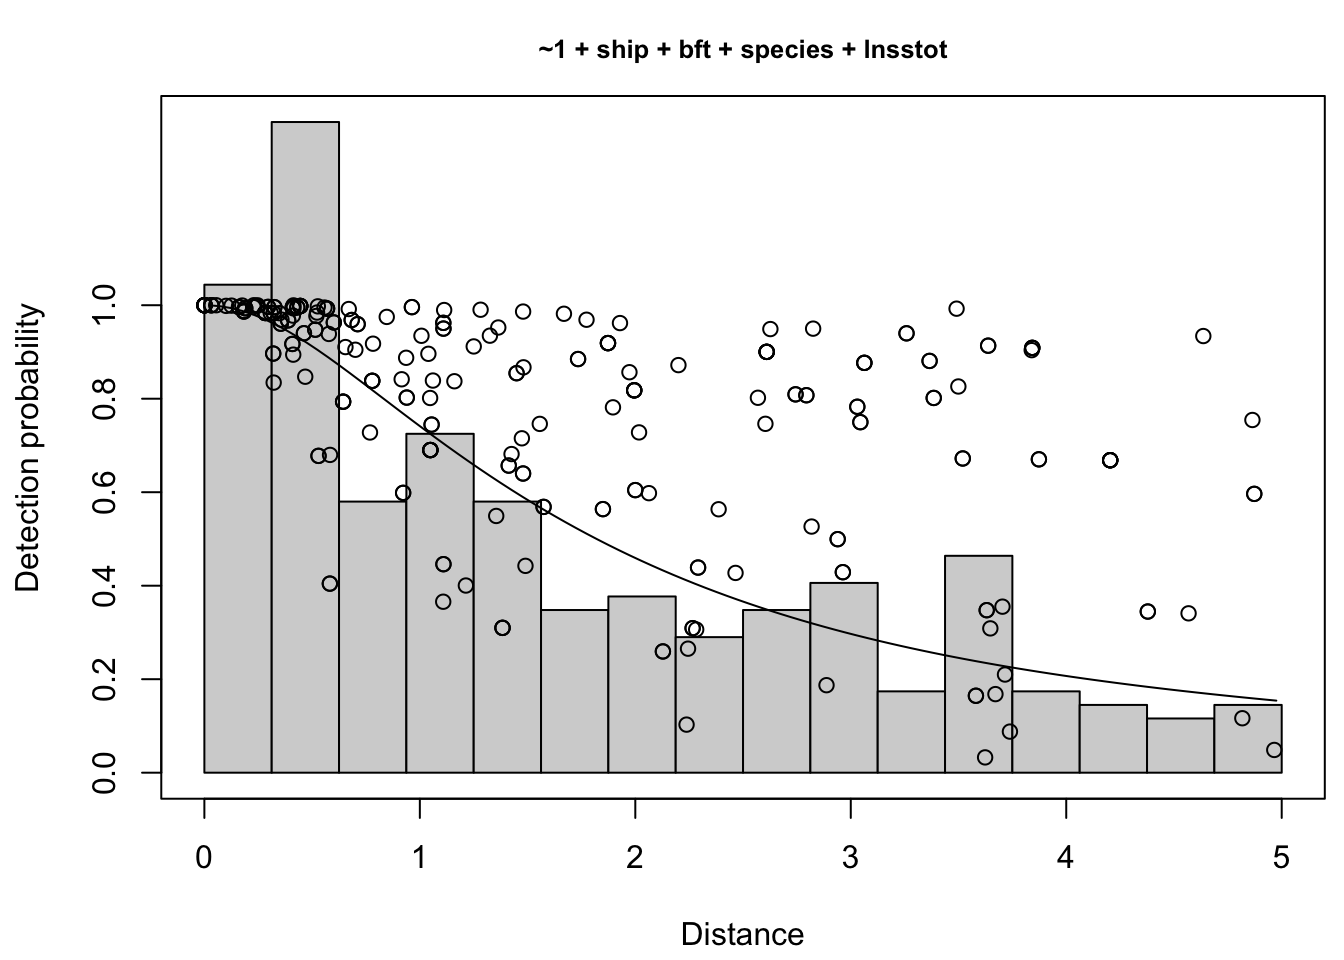 ~1 + ship + bft + species + lnsstot
Detection probability
1.0
0.8
0.6
0.4
0.2
0.0
0 1 2 3 4 5
Distance